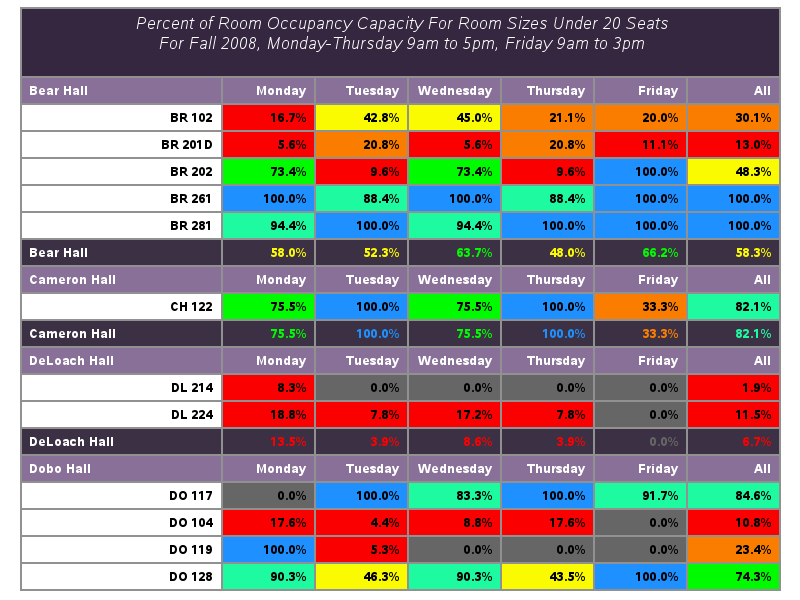 Percent of Room Occupancy Capacity For Room Sizes Under 20 Seats
For Fall 2008, Monday-Thursday 9am to 5pm, Friday 9am to 3pm
Bear Hall Monday Tuesday Wednesday Thursday Friday All
BR 102 16.7% 42.8% 45.0% 21.1% 20.0% 30.1%
BR 201D 5.6% 20.8% 5.6% 20.8% 11.1% 13.0%
BR 202 73.4% 9.6% 73.4% 9.6% 100.0% 48.3%
BR 261 100.0% 88.4% 100.0% 88.4% 100.0% 100.0%
BR 281 94.4% 100.0% 94.4% 100.0% 100.0% 100.0%
Bear Hall 58.0% 52.3% 63.7% 48.0% 66.2% 58.3%
Cameron Hall Monday Tuesday Wednesday Thursday Friday All
CH 122 75.5% 100.0% 75.5% 100.0% 33.3% 82.1%
Cameron Hall 75.5% 100.0% 75.5% 100.0% 33.3% 82.1%
DeLoach Hall Monday Tuesday Wednesday Thursday Friday All
DL 214 8.3% 0.0% 0.0% 0.0% 0.0% 1.9%
DL 224 18.8% 7.8% 17.2% 7.8% 0.0% 11.5%
DeLoach Hall 13.5% 3.9% 8.6% 3.9% 0.0% 6.7%
Dobo Hall Monday Tuesday Wednesday Thursday Friday All
DO 117 0.0% 100.0% 83.3% 100.0% 91.7% 84.6%
DO 104 17.6% 4.4% 8.8% 17.6% 0.0% 10.8%
DO 119 100.0% 5.3% 0.0% 0.0% 0.0% 23.4%
DO 128 90.3% 46.3% 90.3% 43.5% 100.0% 74.3%